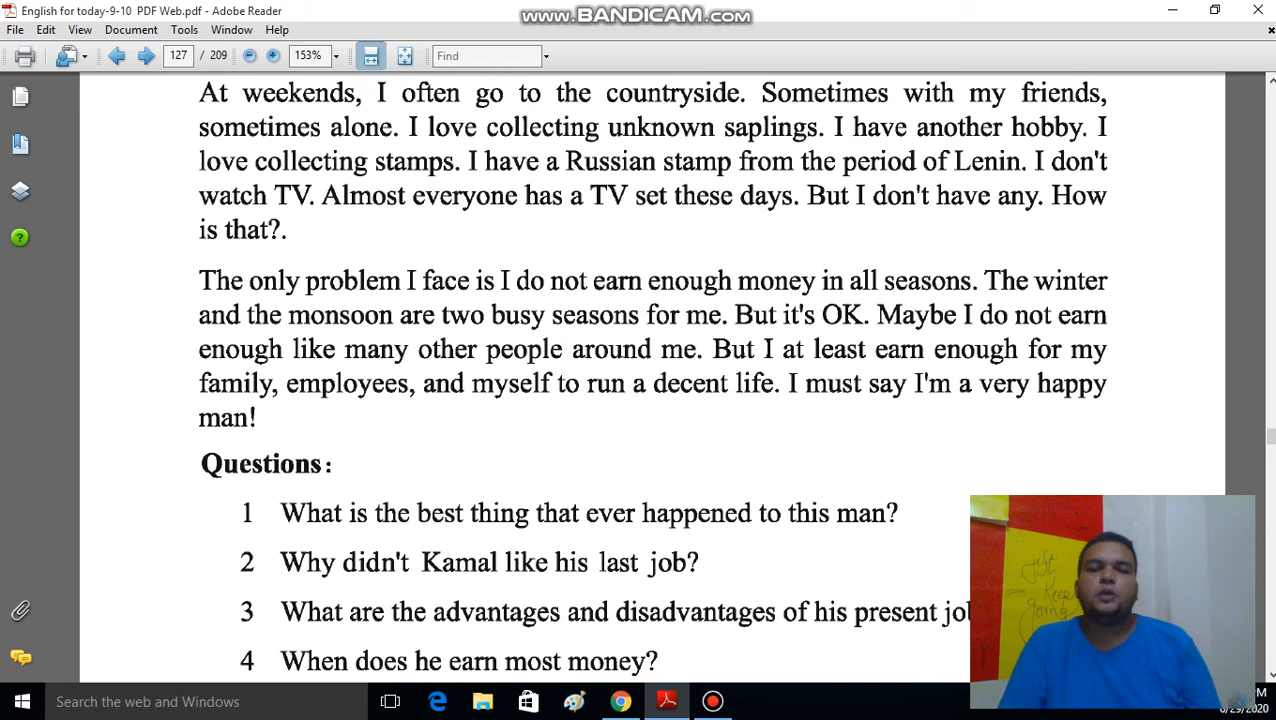 English for today-9-10 PDF Web.pdf - Adobe Reader
www.BANDICAM.com
File Edit View Document Tools Window Help
127 / 209 153% Find
At weekends, I often go to the countryside. Sometimes with my friends,
sometimes alone. I love collecting unknown saplings. I have another hobby. I
love collecting stamps. I have a Russian stamp from the period of Lenin. I don't
watch TV. Almost everyone has a TV set these days. But I don't have any. How
is that?.
The only problem I face is I do not earn enough money in all seasons. The winter
and the monsoon are two busy seasons for me. But it's OK. Maybe I do not earn
enough like many other people around me. But I at least earn enough for my
family, employees, and myself to run a decent life. I must say I'm a very happy
man!
Questions:
1 What is the best thing that ever happened to this man?
2 Why didn't Kamal like his last job?
3 What are the advantages and disadvantages of his present
4 When does he earn most money?
just
Keep
going
Search the web and Windows
6/29/2020